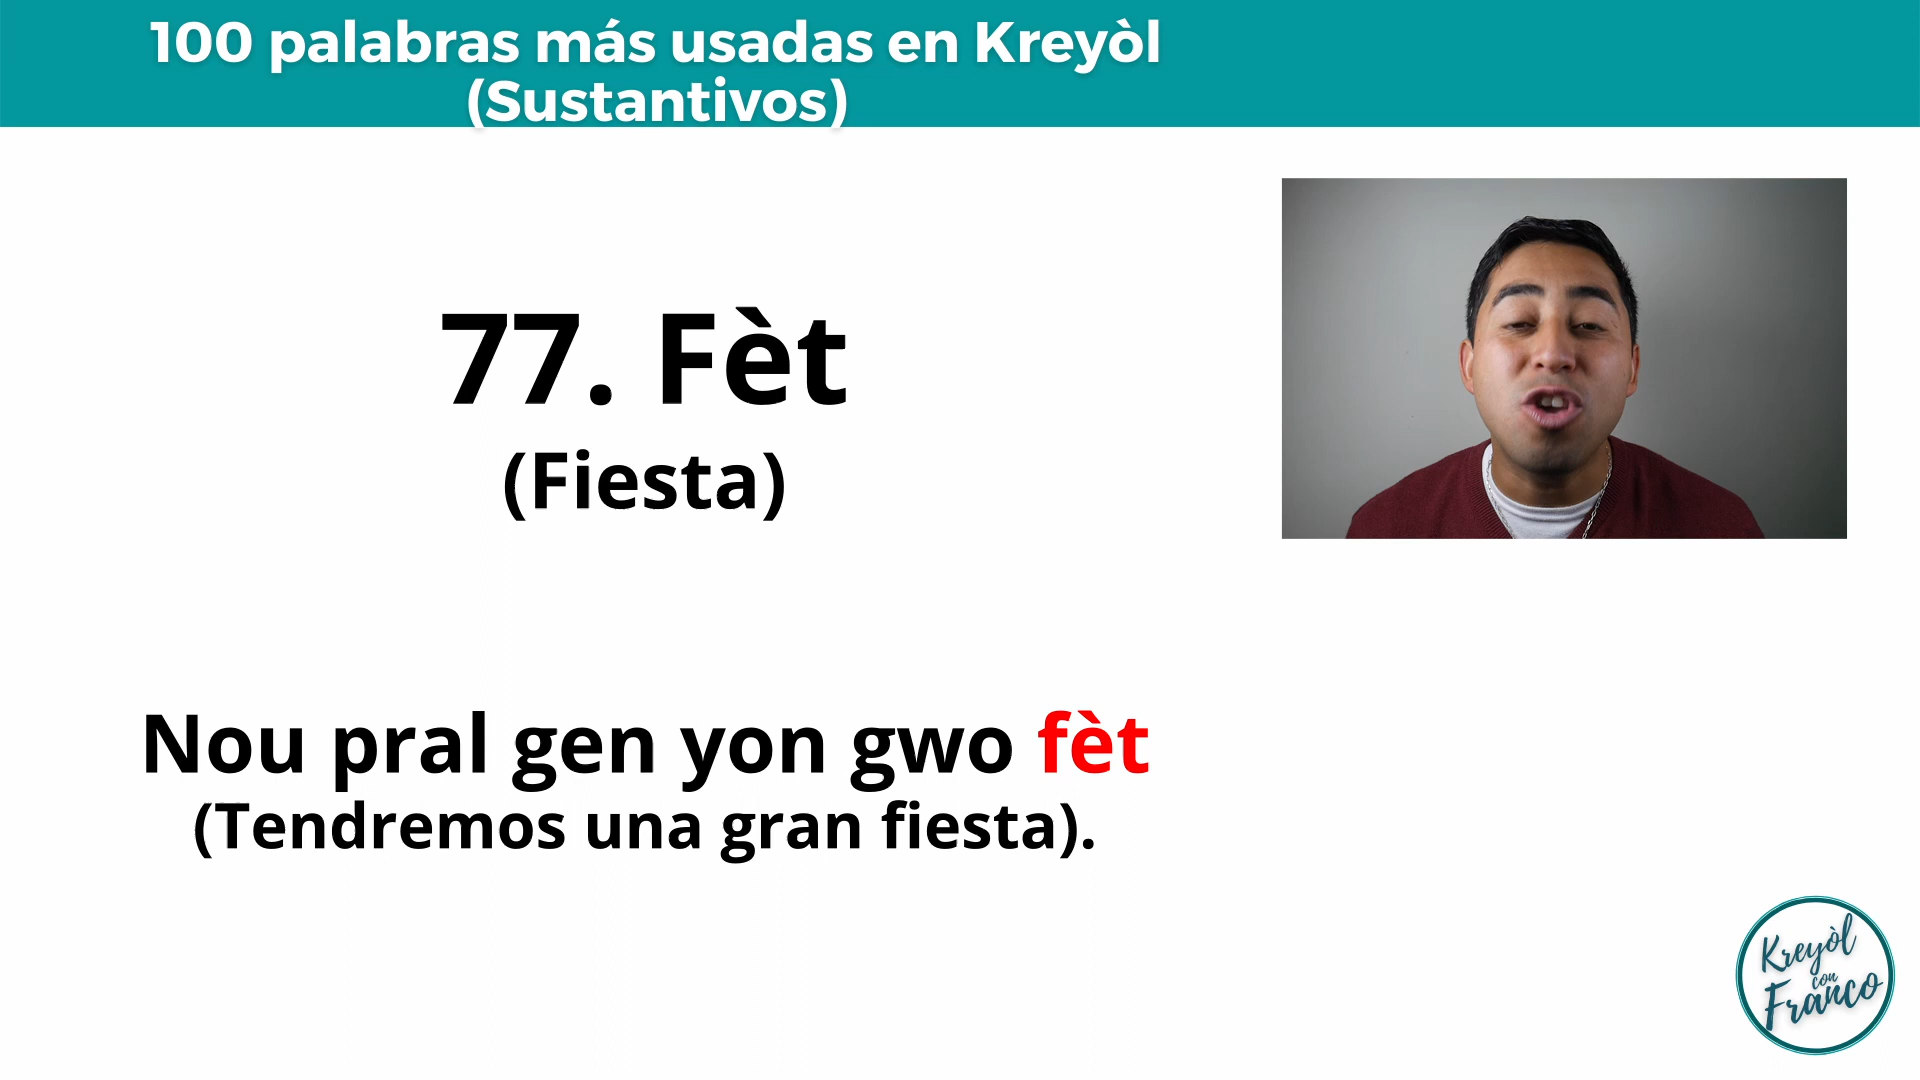 100 palabras más usadas en Kreyòl
(Sustantivos)
77. Fèt
(Fiesta)
Nou pral gen yon gwo fèt
(Tendremos una gran fiesta).
Kreyòl
con
Franco